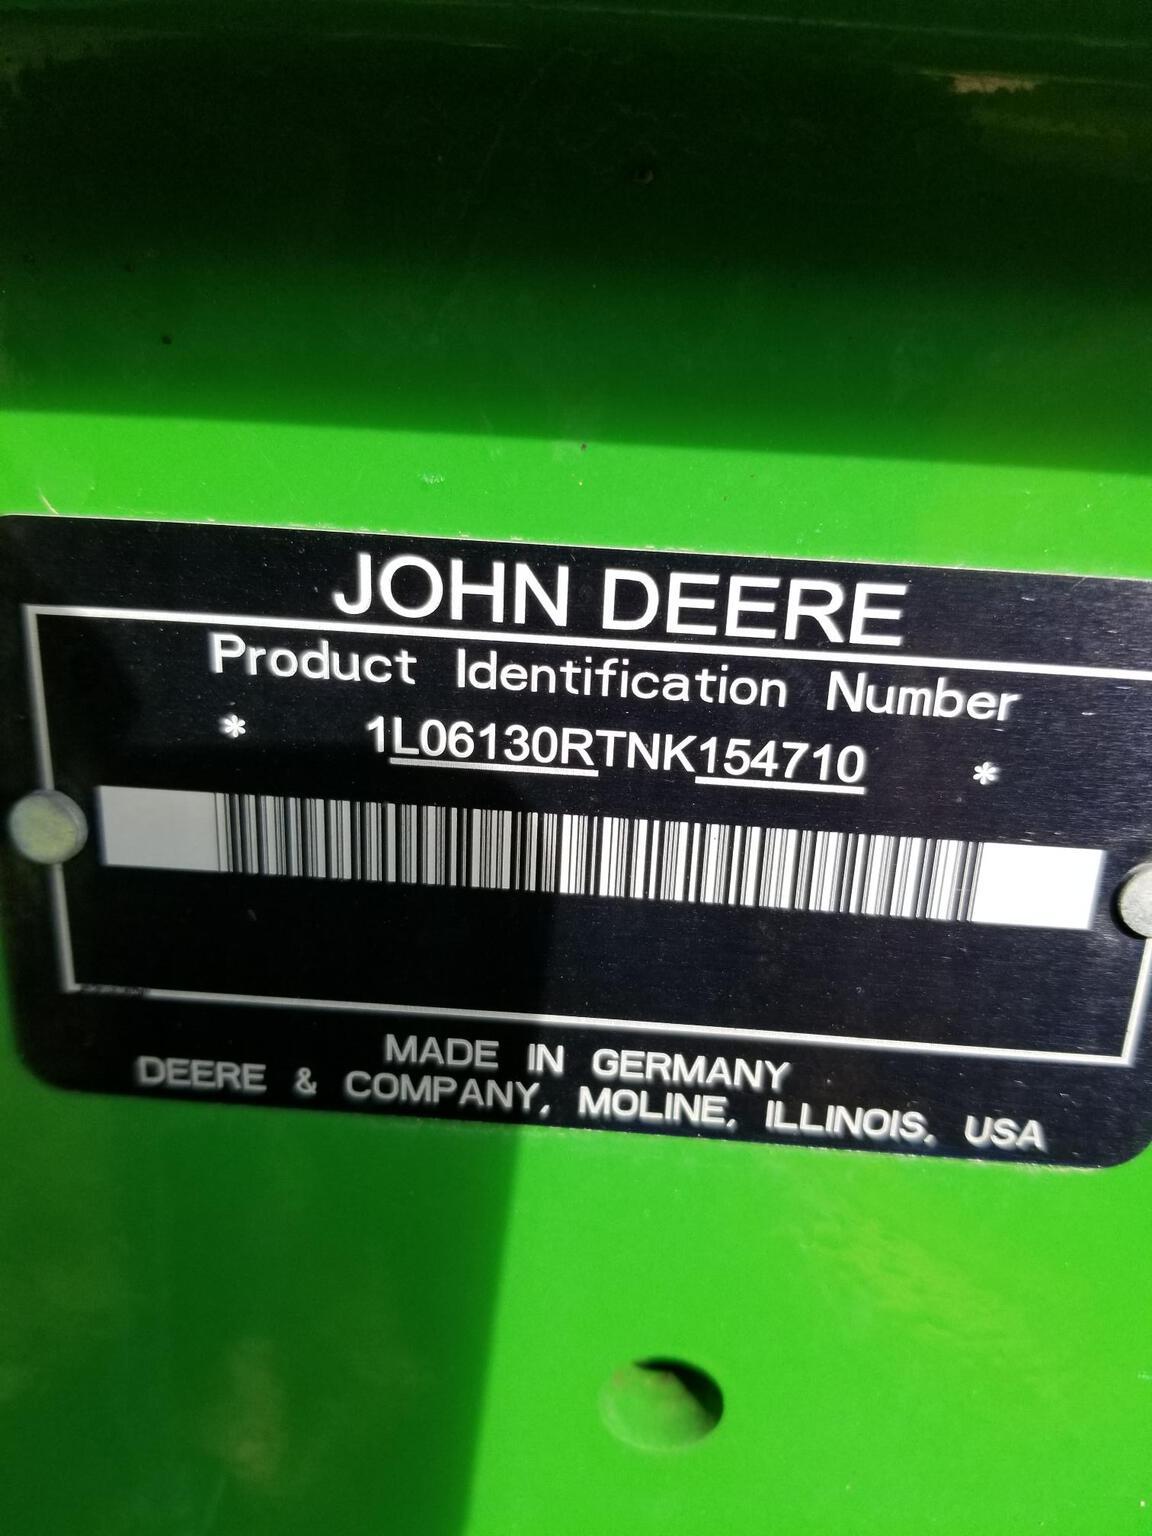 JOHN DEERE
Product Identification Number
* 1L06130RTNK154710 *
MADE IN GERMANY
DEERE & COMPANY, MOLINE, ILLINOIS, USA